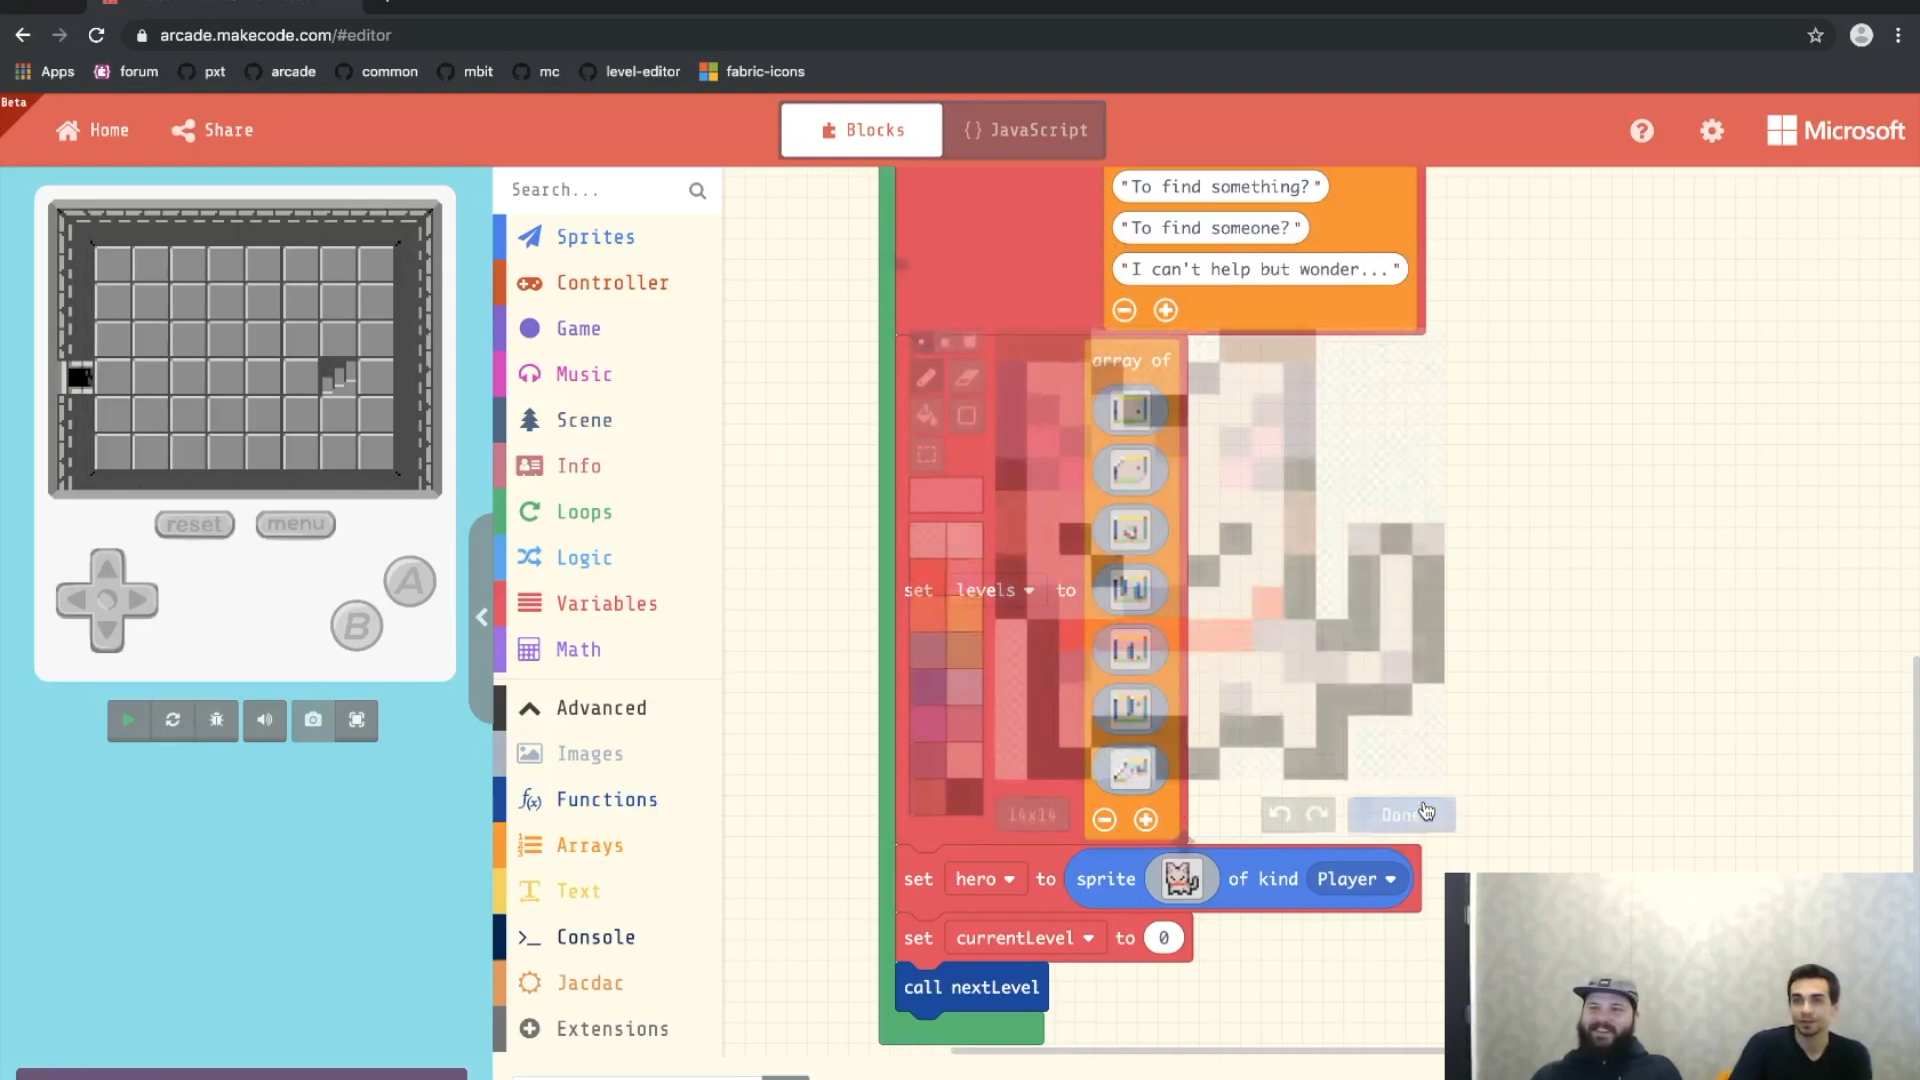 arcade.makecode.com/#editor
Apps forum pxt arcade common mbit mc level-editor fabric-icons
Beta
Home Share Blocks {} JavaScript Microsoft
reset menu
A
B
Search...
Sprites
Controller
Game
Music
Scene
Info
Loops
Logic
Variables
Math
Advanced
Images
Functions
Arrays
Text
Console
Jacdac
Extensions
"To find something?"
"To find someone?"
"I can't help but wonder..."
array of
set levels to
14x14 Done
set hero to sprite of kind Player
set currentLevel to 0
call nextLevel